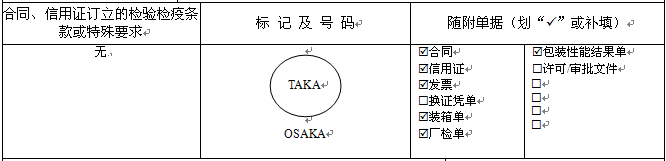 合同、信用证订立的检验检疫条
款或特殊要求
标 记 及 号 码
随附单据（划“✓”或补填）
无
TAKA
OSAKA
☑合同
☑信用证
☑发票
☐换证凭单
☑装箱单
☑厂检单
☑包装性能结果单
☐许可/审批文件
☐
☐
☐
☐